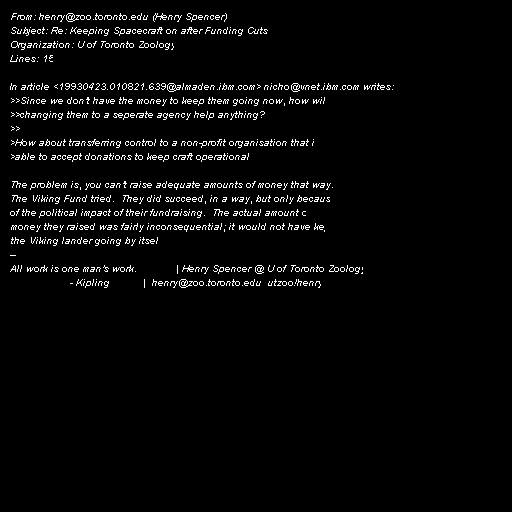 From: henry@zoo.toronto.edu (Henry Spencer)
Subject: Re: Keeping Spacecraft on after Funding Cuts
Organization: U of Toronto Zoology
Lines:

In article <19930423.010821.639@almaden.ibm.com> nicho@vnet.ibm.com writes:
>>Since we don't have the money to keep them going now, how wil
>>changing them to a seperate agency help anything?
>>
>How about transferring control to a non-profit organisation that i
>able to accept donations to keep craft operational

The problem is, you can't raise adequate amounts of money that way.
The Viking Fund tried. They did succeed, in a way, but only becaus
of the political impact of their fundraising. The actual amount o
money they raised was fairly inconsequential; it would not have ke
the Viking lander going by itsel
--
All work is one man's work. | Henry Spencer @ U of Toronto Zoology
- Kipling | henry@zoo.toronto.edu utzoo!henry